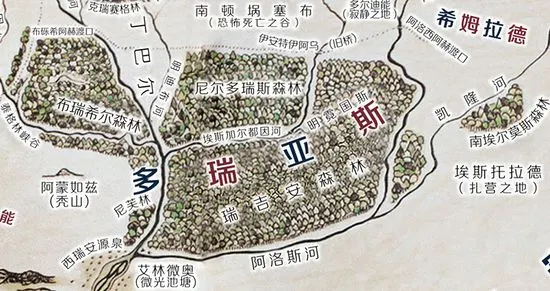 克瑞塞格林
南顿埚塞布
(恐怖死亡之谷)
多尔迪能
(寂静之地)
希姆拉德
阿洛西阿赫渡口
布砾希阿赫渡口
丁巴尔
明迪布河
伊安特伊阿乌(旧桥)
尼尔多瑞斯森林
凯隆河
泰格林峡谷
布瑞希尔森林
埃斯加尔都因河
明霓国斯
南埃尔莫斯森林
多瑞亚斯
阿蒙如兹
(秃山)
尼芙林
瑞吉安森林
埃斯托拉德
(扎营之地)
能
西瑞安源泉
艾林微奥
(微光池塘)
阿洛斯河